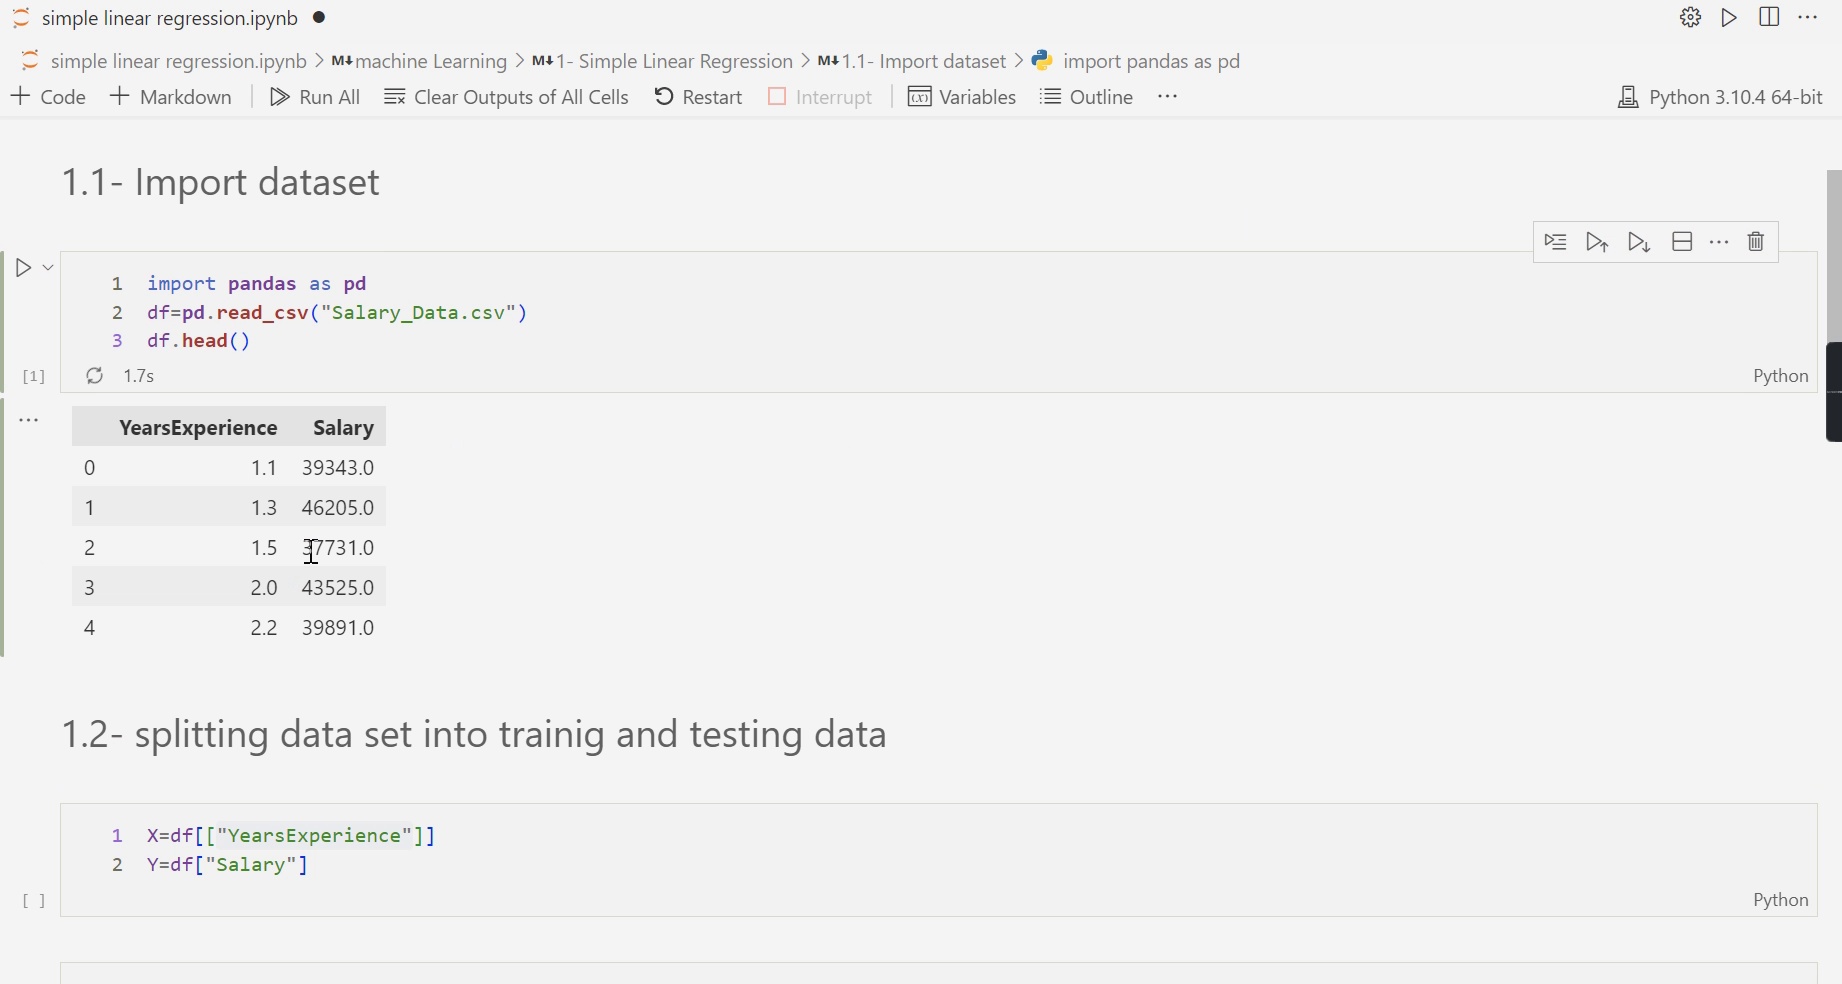 simple linear regression.ipynb
simple linear regression.ipynb > M↓machine Learning > M↓1- Simple Linear Regression > M↓1.1- Import dataset > import pandas as pd
+ Code + Markdown Run All Clear Outputs of All Cells Restart Interrupt Variables Outline ... Python 3.10.4 64-bit
1.1- Import dataset
1 import pandas as pd
2 df=pd.read_csv("Salary_Data.csv")
3 df.head()
[1] 1.7s Python
YearsExperience Salary
0 1.1 39343.0
1 1.3 46205.0
2 1.5 37731.0
3 2.0 43525.0
4 2.2 39891.0
1.2- splitting data set into trainig and testing data
1 X=df[["YearsExperience"]]
2 Y=df["Salary"]
[ ] Python